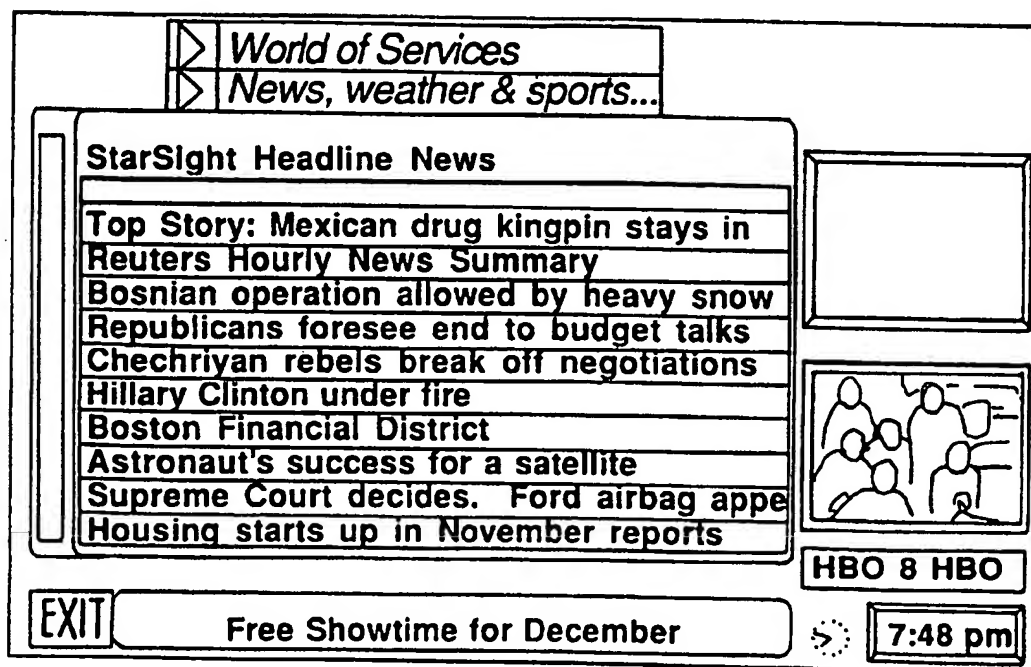 World of Services
News, weather & sports...
StarSight Headline News
Top Story: Mexican drug kingpin stays in
Reuters Hourly News Summary
Bosnian operation allowed by heavy snow
Republicans foresee end to budget talks
Chechriyan rebels break off negotiations
Hillary Clinton under fire
Boston Financial District
Astronaut's success for a satellite
Supreme Court decides. Ford airbag appe
Housing starts up in November reports
HBO 8 HBO
EXIT
Free Showtime for December
7:48 pm